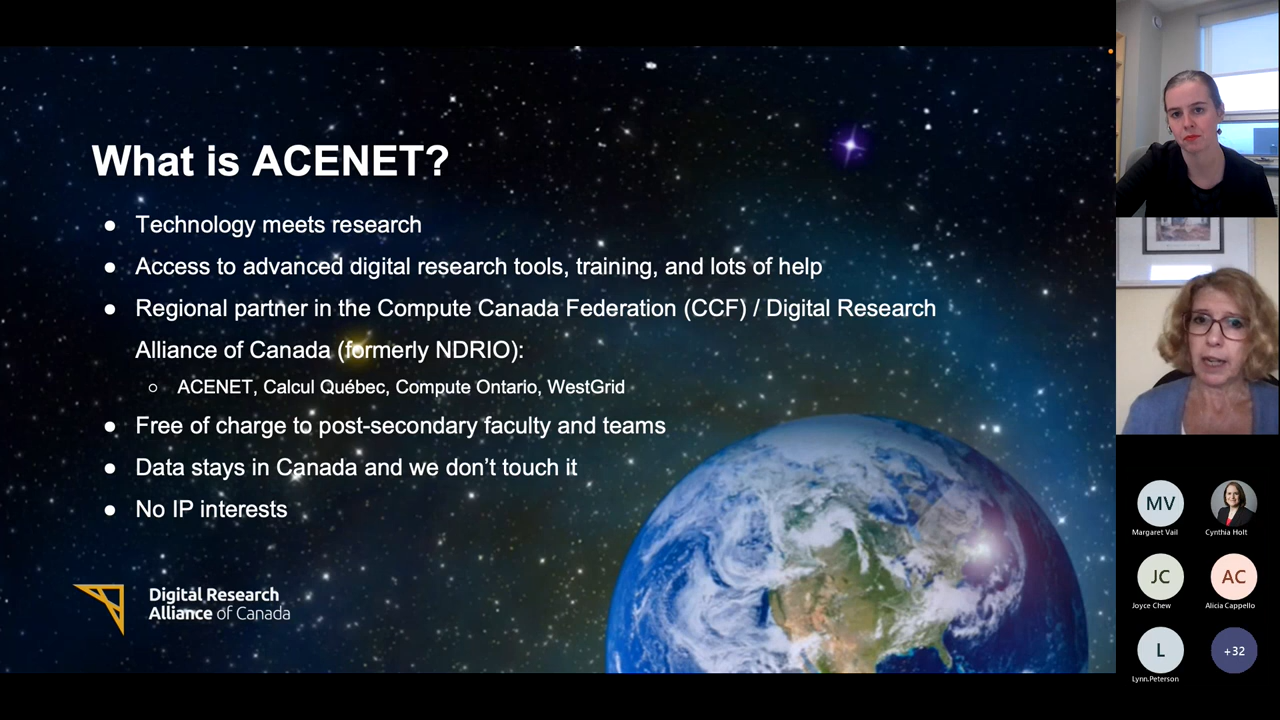 What is ACENET?
● Technology meets research
● Access to advanced digital research tools, training, and lots of help
● Regional partner in the Compute Canada Federation (CCF) / Digital Research
Alliance of Canada (formerly NDRIO):
○ ACENET, Calcul Québec, Compute Ontario, WestGrid
● Free of charge to post-secondary faculty and teams
● Data stays in Canada and we don't touch it
● No IP interests
Digital Research
Alliance of Canada
MV
Margaret Vail
Cynthia Holt
JC
Joyce Chew
AC
Alicia Cappello
L
Lynn.Peterson
+32